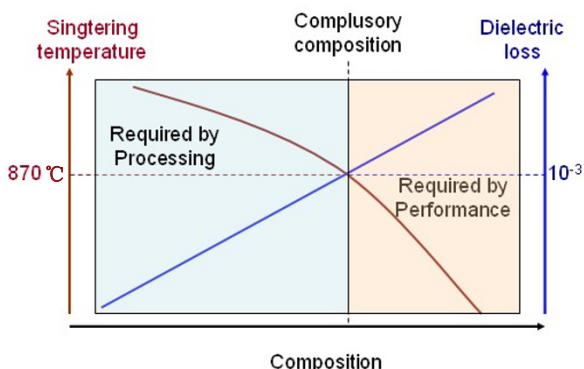 Singtering
temperature
Complusory
composition
Dielectric
loss
Required by
Processing
870 ℃
Required by
Performance
10-3
Composition